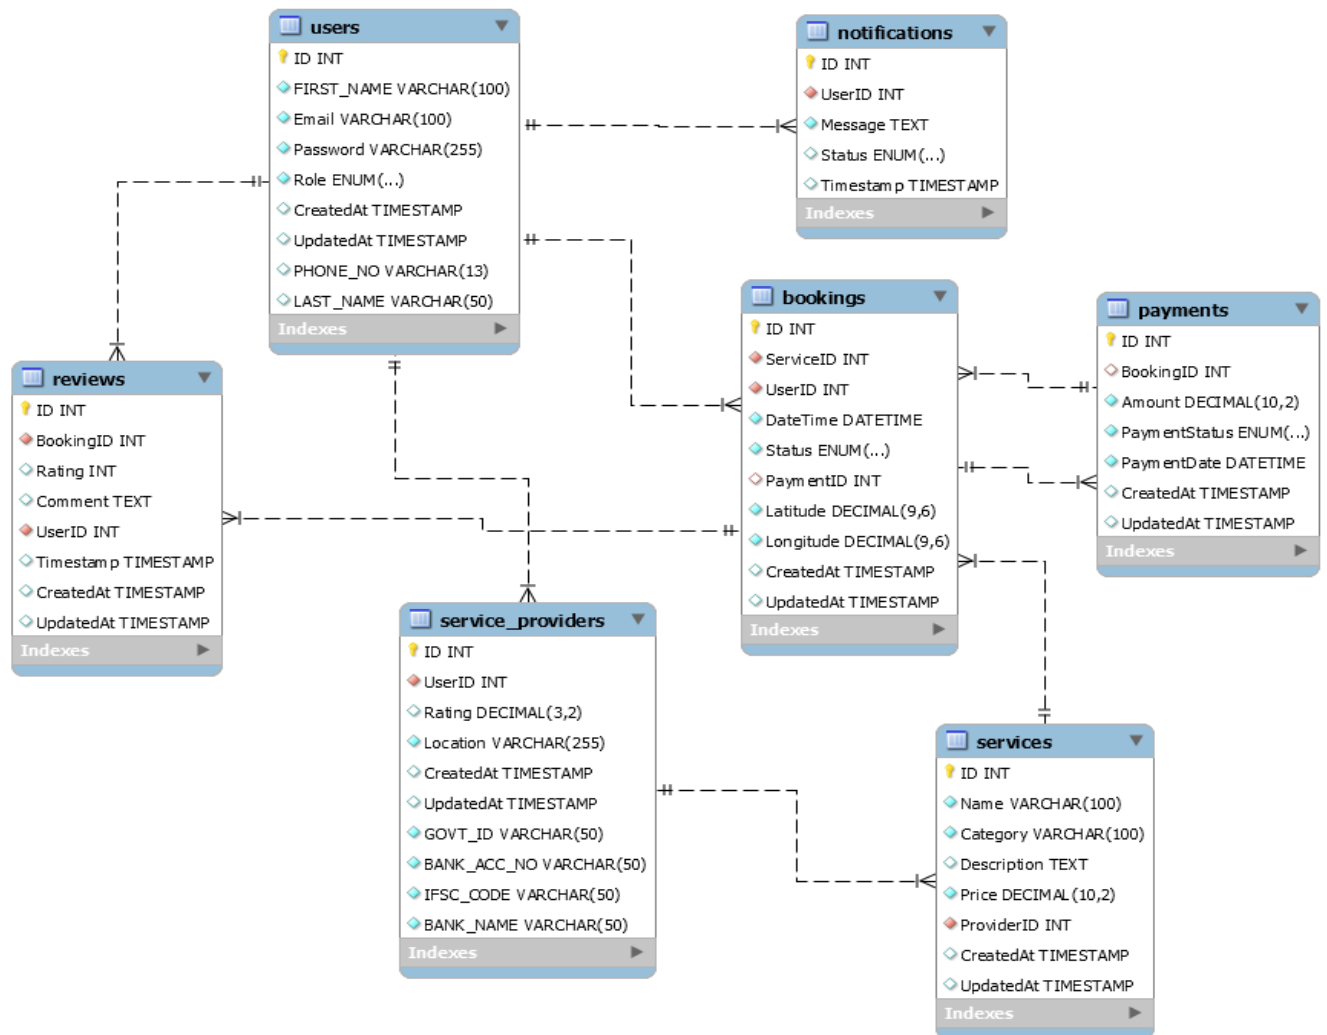 users
ID INT
FIRST_NAME VARCHAR(100)
Email VARCHAR(100)
Password VARCHAR(255)
Role ENUM(...)
CreatedAt TIMESTAMP
UpdatedAt TIMESTAMP
PHONE_NO VARCHAR(13)
LAST_NAME VARCHAR(50)
Indexes
notifications
ID INT
UserID INT
Message TEXT
Status ENUM(...)
Timestamp TIMESTAMP
Indexes
bookings
ID INT
ServiceID INT
UserID INT
DateTime DATETIME
Status ENUM(...)
PaymentID INT
Latitude DECIMAL(9,6)
Longitude DECIMAL(9,6)
CreatedAt TIMESTAMP
UpdatedAt TIMESTAMP
Indexes
payments
ID INT
BookingID INT
Amount DECIMAL(10,2)
PaymentStatus ENUM(...)
PaymentDate DATETIME
CreatedAt TIMESTAMP
UpdatedAt TIMESTAMP
Indexes
reviews
ID INT
BookingID INT
Rating INT
Comment TEXT
UserID INT
Timestamp TIMESTAMP
CreatedAt TIMESTAMP
UpdatedAt TIMESTAMP
Indexes
service_providers
ID INT
UserID INT
Rating DECIMAL(3,2)
Location VARCHAR(255)
CreatedAt TIMESTAMP
UpdatedAt TIMESTAMP
GOVT_ID VARCHAR(50)
BANK_ACC_NO VARCHAR(50)
IFSC_CODE VARCHAR(50)
BANK_NAME VARCHAR(50)
Indexes
services
ID INT
Name VARCHAR(100)
Category VARCHAR(100)
Description TEXT
Price DECIMAL(10,2)
ProviderID INT
CreatedAt TIMESTAMP
UpdatedAt TIMESTAMP
Indexes